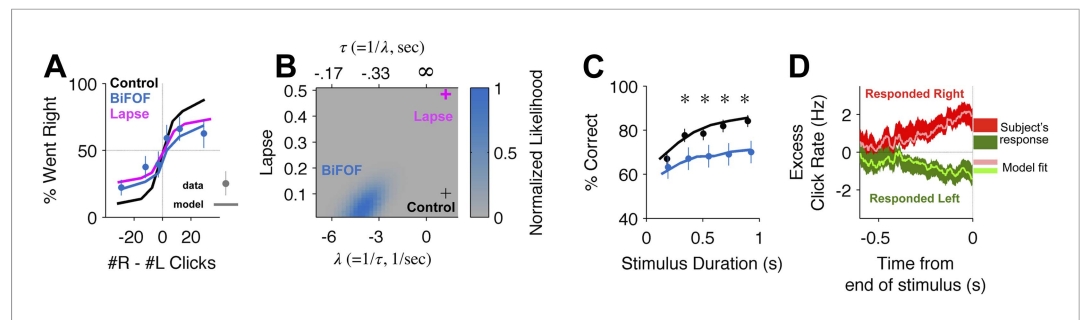 A
Control
BiFOF
Lapse
% Went Right
100
50
0
-20
0
20
#R - #L Clicks
data
model
B
τ (=1/λ, sec)
-.17
-.33
∞
0.5
0.4
0.3
0.2
0.1
Lapse
Lapse
BiFOF
Control
-6
-3
0
λ (=1/τ, 1/sec)
1
0.5
0
Normalized Likelihood
C
100
80
60
40
% Correct
* * * *
0
0.5
1
Stimulus Duration (s)
D
Responded Right
Excess
Click Rate (Hz)
2
0
-2
Responded Left
Subject's
response
Model fit
-0.5
0
Time from
end of stimulus (s)